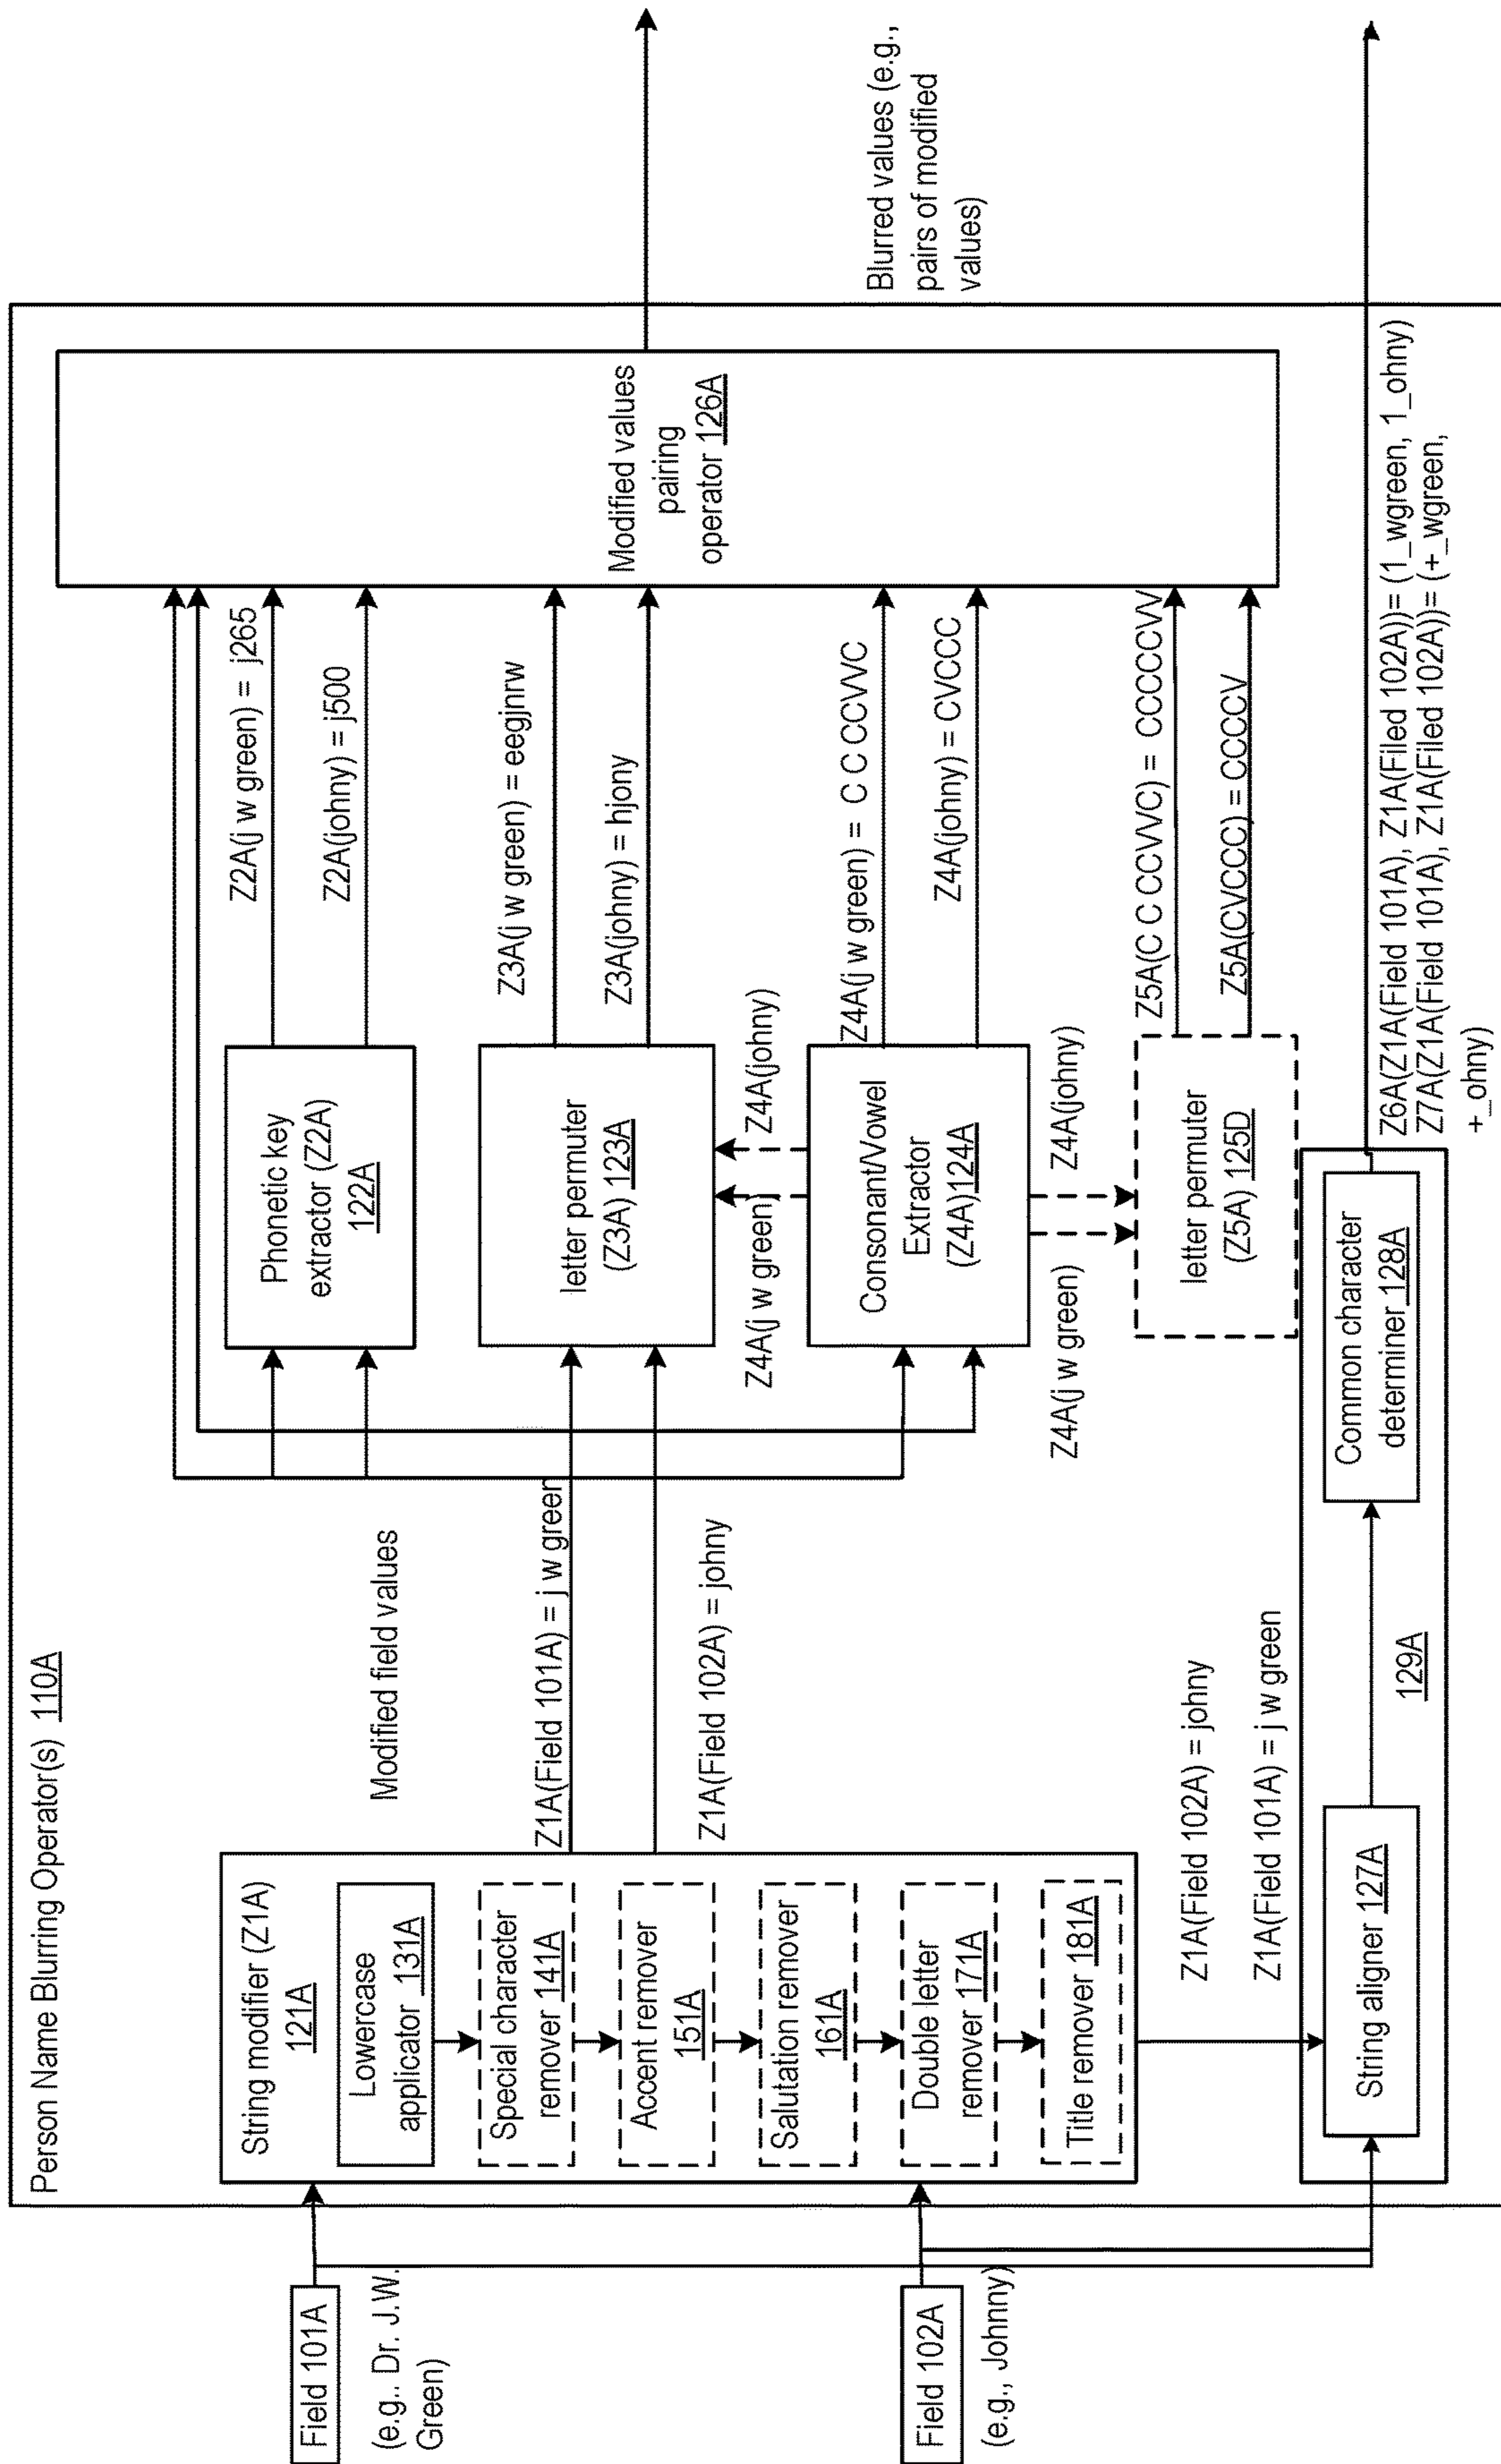 Person Name Blurring Operator(s) 110A
Field 101A
(e.g.. Dr. J.W.
Green)
Field 102A
(e.g., Johnny)
String modifier (Z1A)
121A
Lowercase
applicator 131A
Special character
remover 141A
Accent remover
151A
Salutation remover
161A
Double letter
remover 171A
Title remover 181A
Modified field values
Z1A(Field 101A) = j w green
Z1A(Field 102A) = johny
Z1A(Field 102A) = johny
Z1A(Field 101A) = j w green
String aligner 127A
129A
Common character
determiner 128A
Phonetic key
extractor (Z2A)
122A
letter permuter
(Z3A) 123A
Z4A(j w green)
Z4A(johny)
Consonant/Vowel
Extractor
(Z4A)124A
Z4A(j w green)
Z4A(johny)
letter permuter
(Z5A) 125D
Z2A(j w green) = j265
Z2A(johny) = j500
Z3A(j w green) = eegjnrw
Z3A(johny) = hjony
Z4A(j w green) = C C CCVVC
Z4A(johny) = CVCCC
Z5A(C C CCVVC) = CCCCCVV
Z5A(CVCCC) = CCCCV
Modified values
pairing
operator 126A
Blurred values (e.g.,
pairs of modified
values)
Z6A(Z1A(Field 101A), Z1A(Filed 102A))= (1_wgreen, 1_ohny)
Z7A(Z1A(Field 101A), Z1A(Filed 102A))= (+_wgreen,
+_ohny)